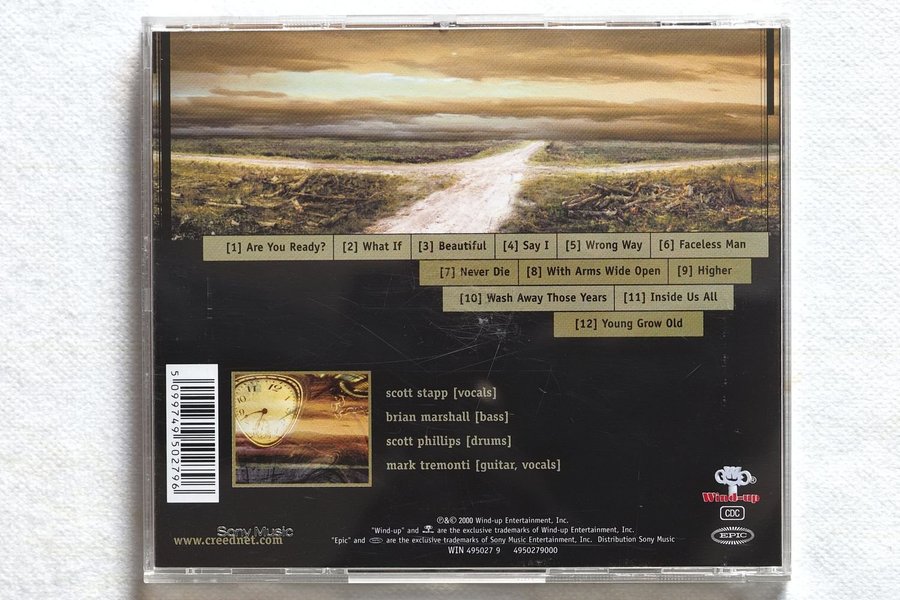 [1] Are You Ready? [2] What If [3] Beautiful [4] Say I [5] Wrong Way [6] Faceless Man
[7] Never Die [8] With Arms Wide Open [9] Higher
[10] Wash Away Those Years [11] Inside Us All
[12] Young Grow Old
5 099749 502796
scott stapp [vocals]
brian marshall [bass]
scott phillips [drums]
mark tremonti [guitar, vocals]
Wind-up
CDC
EPIC
Sony Music
www.creednet.com
℗&© 2000 Wind-up Entertainment, Inc.
"Wind-up" and are the exclusive trademarks of Wind-up Entertainment, Inc.
"Epic" and are the exclusive trademarks of Sony Music Entertainment, Inc. Distribution Sony Music
WIN 495027 9 4950279000